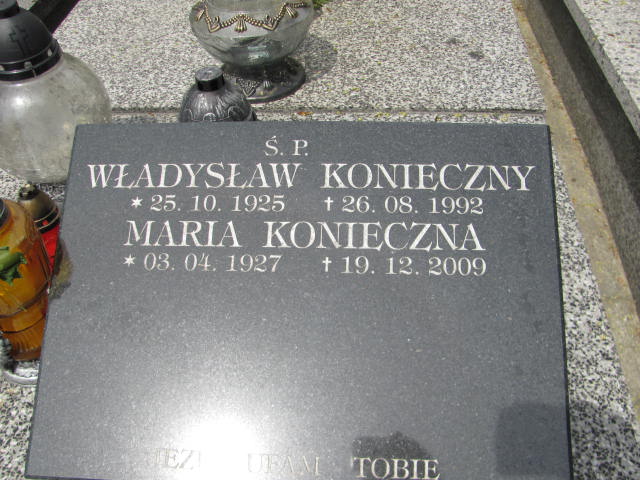 Ś. P.
WŁADYSŁAW KONIECZNY
* 25. 10. 1925 † 26. 08. 1992
MARIA KONIECZNA
* 03. 04. 1927 † 19. 12. 2009
UFAM TOBIE